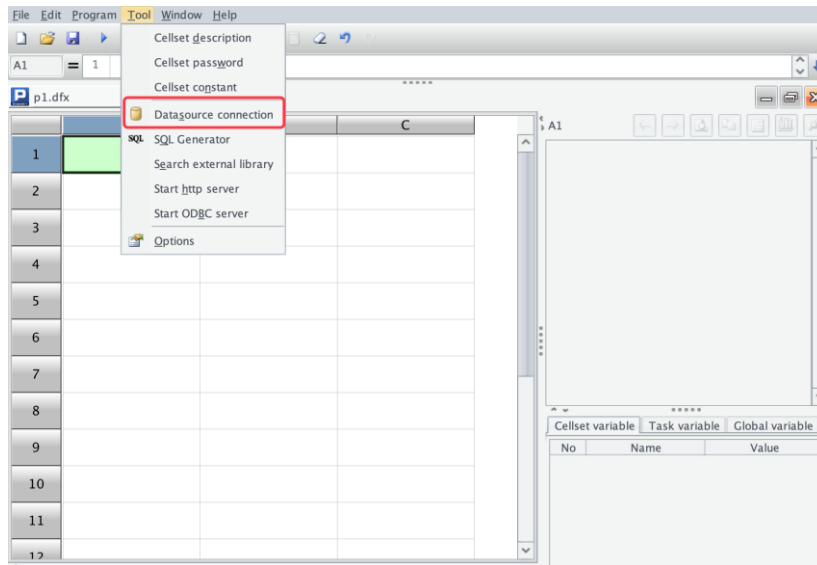 File Edit Program Tool Window Help
A1 = 1
p1.dfx
Cellset description
Cellset password
Cellset constant
Datasource connection
SQL SQL Generator
Search external library
Start http server
Start ODBC server
Options
C
A1
1
2
3
4
5
6
7
8
9
10
11
12
Cellset variable Task variable Global variable
No Name Value